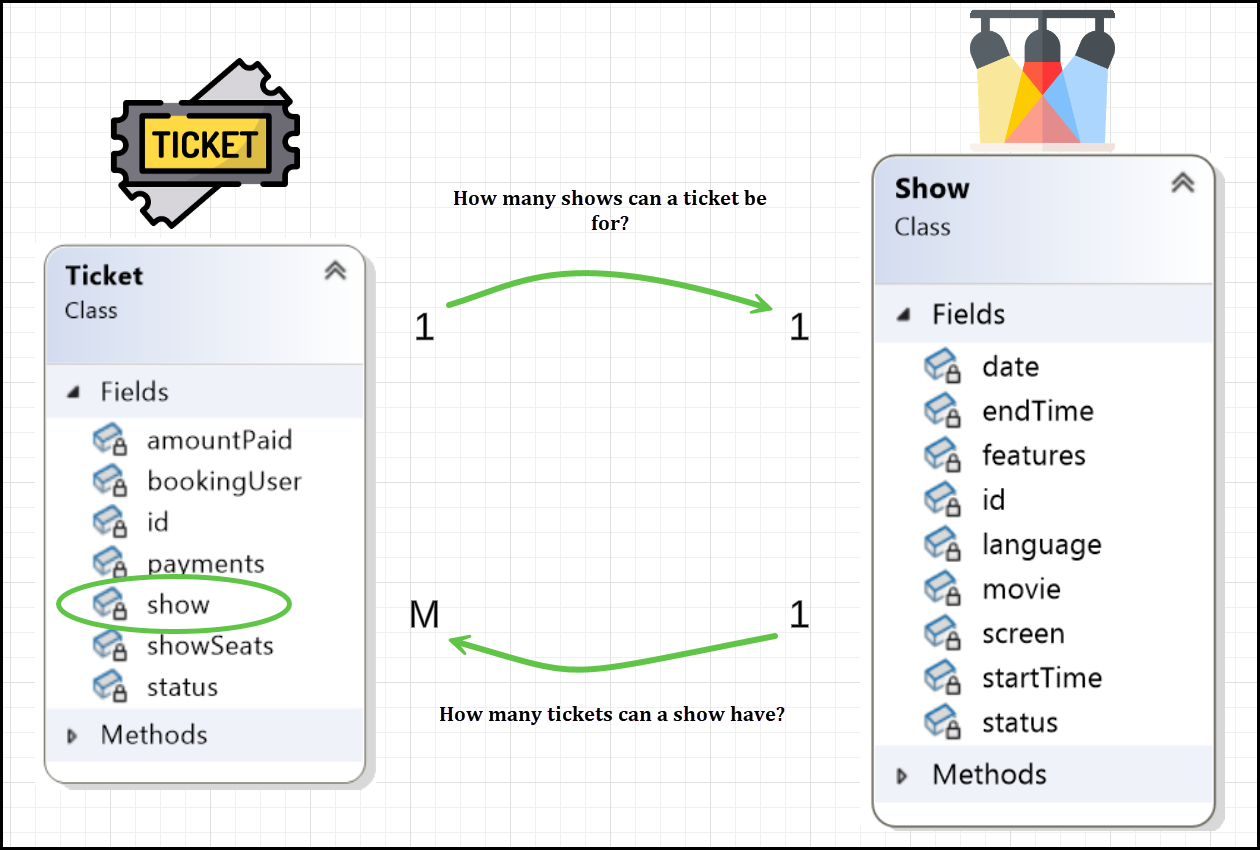 TICKET
How many shows can a ticket be
for?
Ticket
Class
Fields
amountPaid
bookingUser
id
payments
show
showSeats
status
Methods
1
1
M
1
How many tickets can a show have?
Show
Class
Fields
date
endTime
features
id
language
movie
screen
startTime
status
Methods